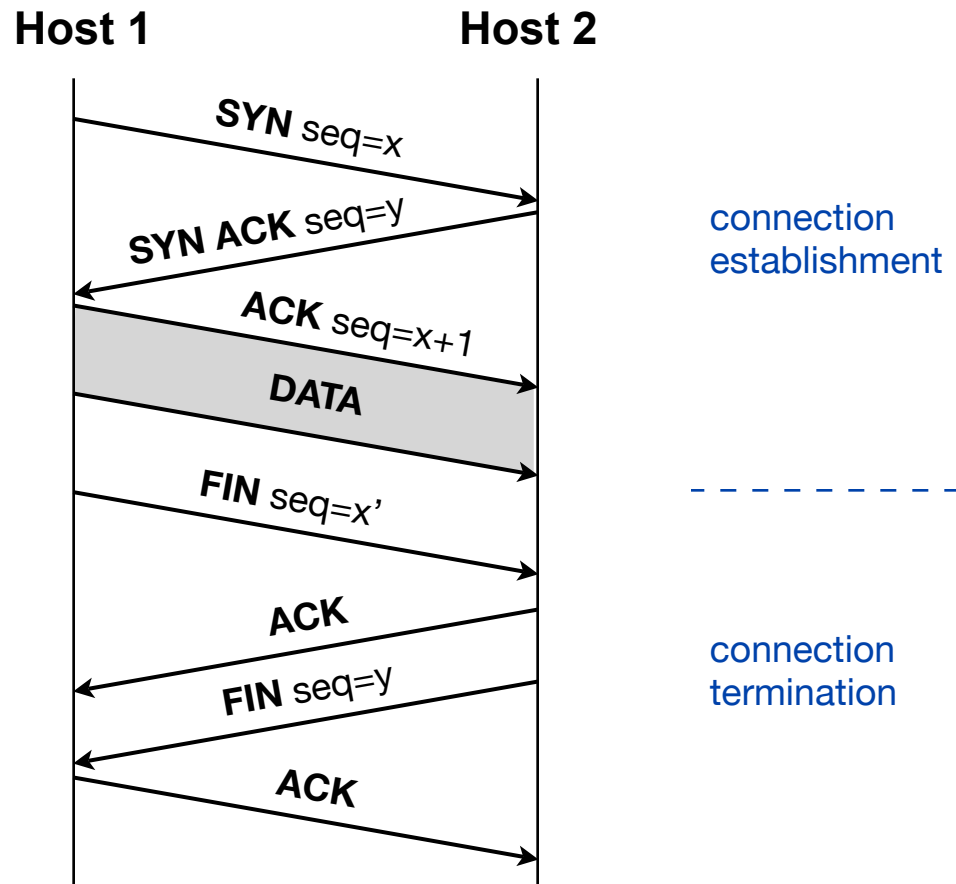 Host 1
Host 2
SYN seq=x
SYN ACK seq=y
connection
establishment
ACK seq=x+1
DATA
FIN seq=x’
ACK
connection
termination
FIN seq=y
ACK